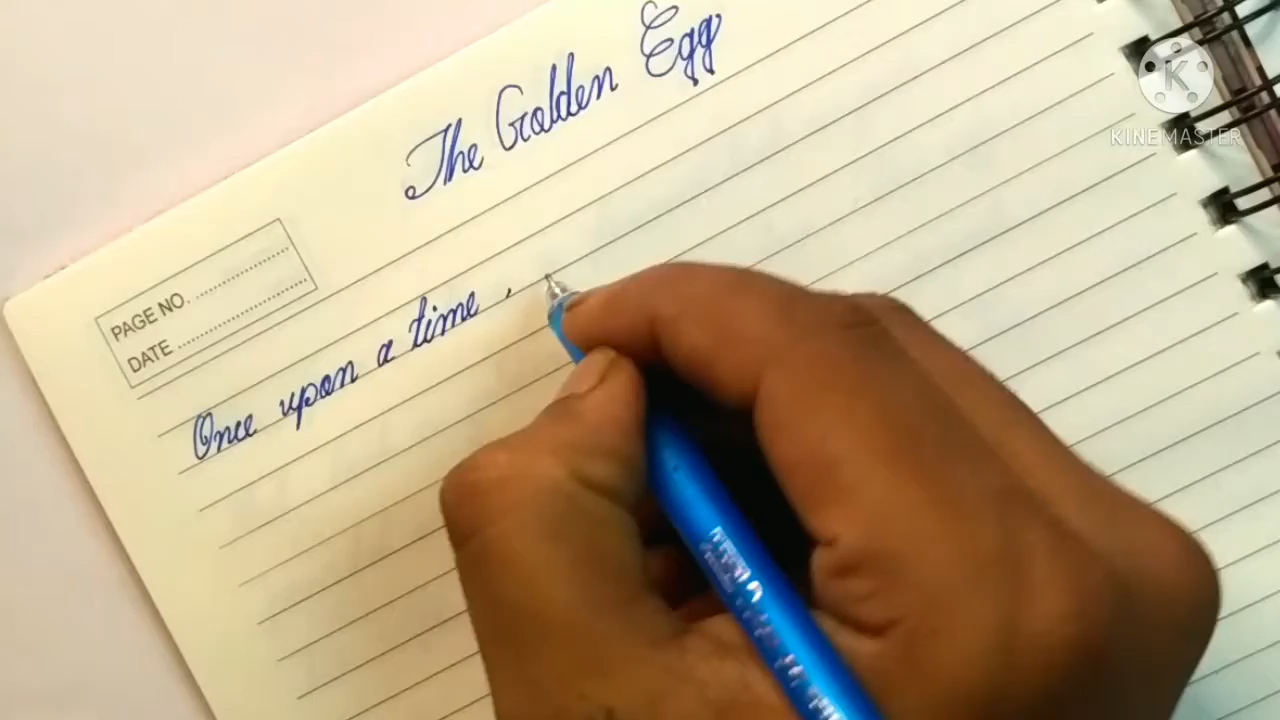 The Golden Egg
PAGE NO. ..................
DATE ..........................
Once upon a time ,
KINEMASTER